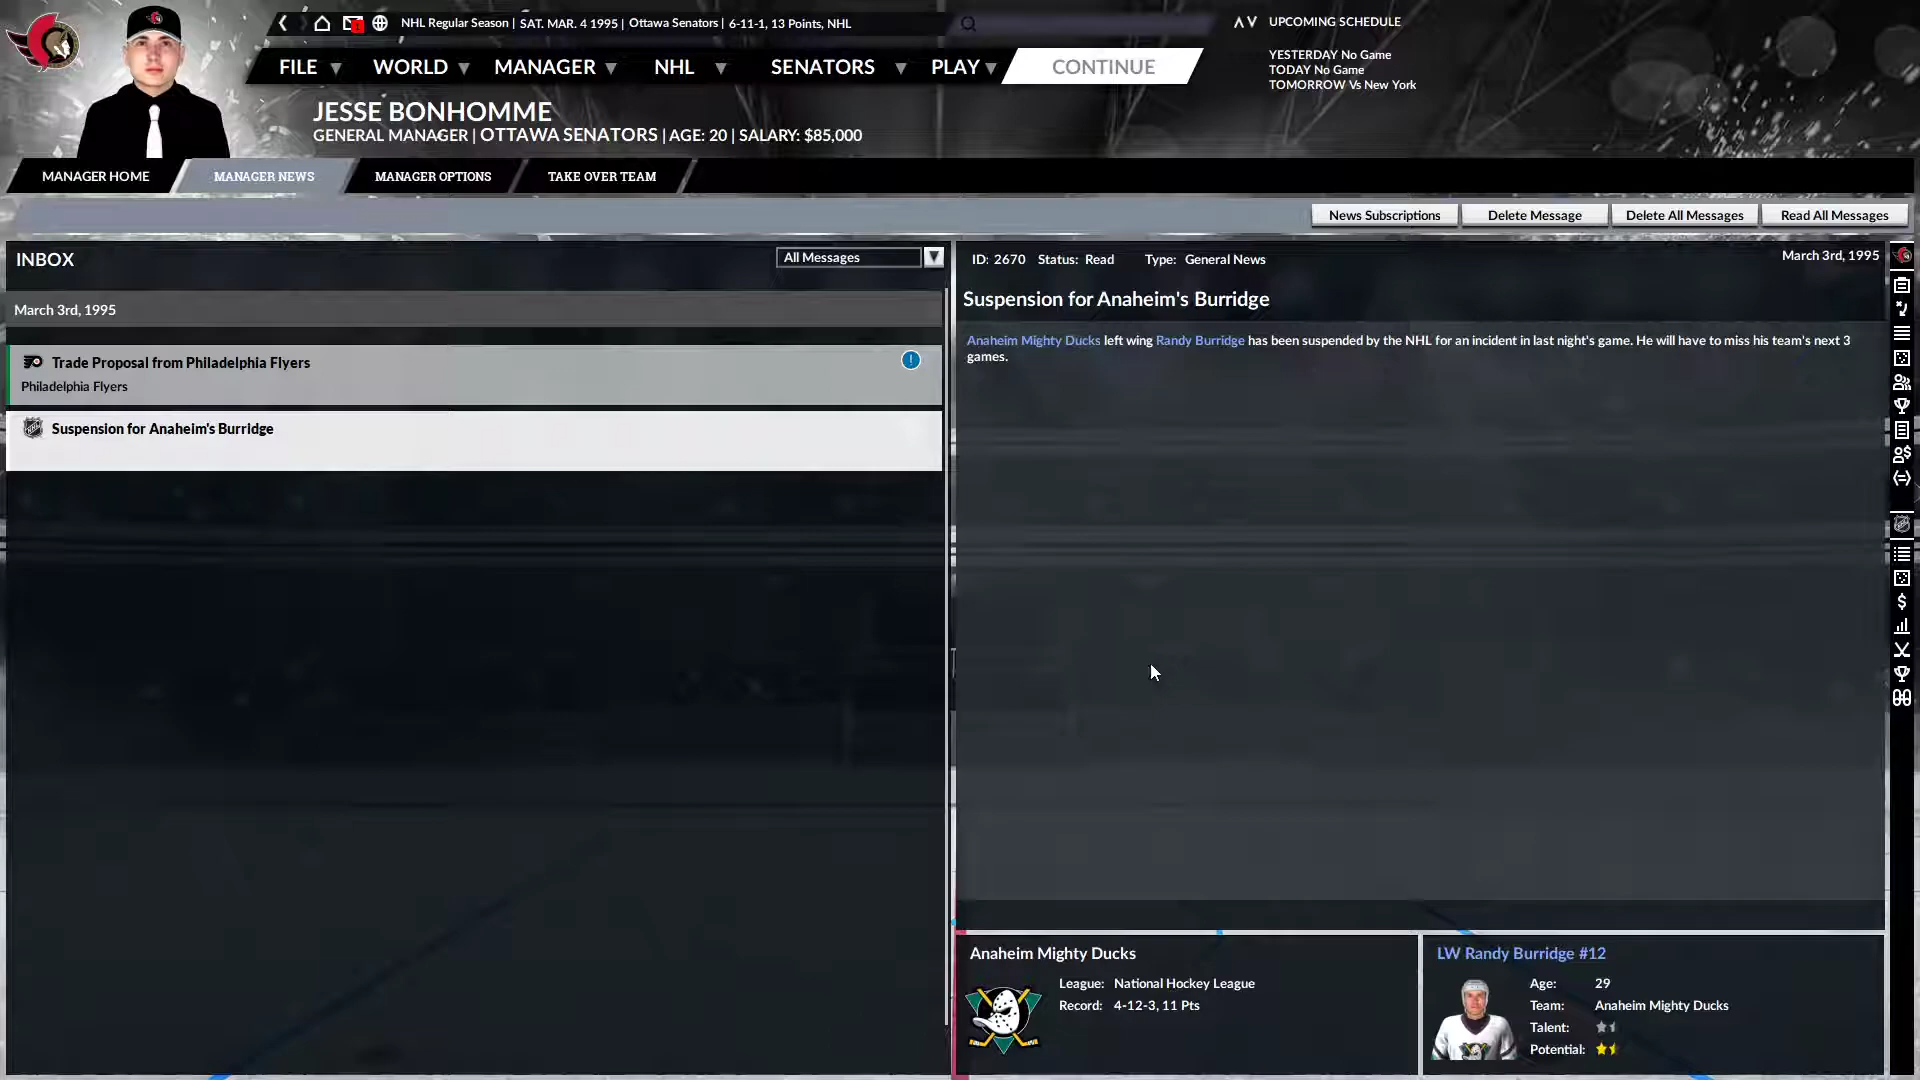 NHL Regular Season | SAT. MAR. 4 1995 | Ottawa Senators | 6-11-1, 13 Points, NHL
UPCOMING SCHEDULE
YESTERDAY No Game
TODAY No Game
TOMORROW Vs New York
FILE WORLD MANAGER NHL SENATORS PLAY CONTINUE
JESSE BONHOMME
GENERAL MANAGER | OTTAWA SENATORS | AGE: 20 | SALARY: $85,000
MANAGER HOME MANAGER NEWS MANAGER OPTIONS TAKE OVER TEAM
News Subscriptions Delete Message Delete All Messages Read All Messages
INBOX All Messages
March 3rd, 1995
Trade Proposal from Philadelphia Flyers
Philadelphia Flyers
Suspension for Anaheim's Burridge
ID: 2670 Status: Read Type: General News March 3rd, 1995
Suspension for Anaheim's Burridge
Anaheim Mighty Ducks left wing Randy Burridge has been suspended by the NHL for an incident in last night's game. He will have to miss his team's next 3
games.
Anaheim Mighty Ducks
League: National Hockey League
Record: 4-12-3, 11 Pts
LW Randy Burridge #12
Age: 29
Team: Anaheim Mighty Ducks
Talent:
Potential: